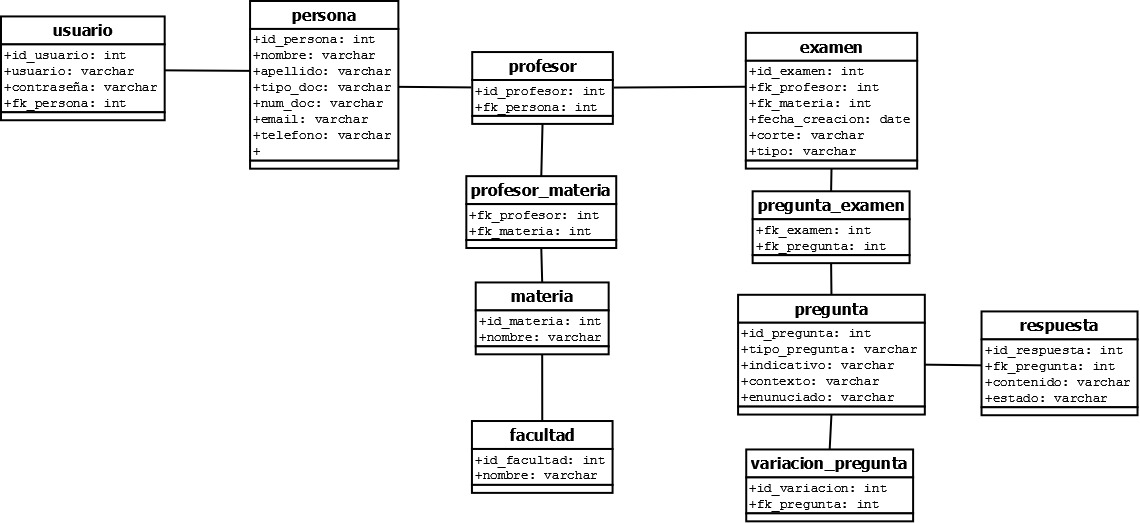 usuario
+id_usuario: int
+usuario: varchar
+contraseña: varchar
+fk_persona: int
persona
+id_persona: int
+nombre: varchar
+apellido: varchar
+tipo_doc: varchar
+num_doc: varchar
+email: varchar
+telefono: varchar
+
profesor
+id_profesor: int
+fk_persona: int
examen
+id_examen: int
+fk_profesor: int
+fk_materia: int
+fecha_creacion: date
+corte: varchar
+tipo: varchar
profesor_materia
+fk_profesor: int
+fk_materia: int
pregunta_examen
+fk_examen: int
+fk_pregunta: int
materia
+id_materia: int
+nombre: varchar
pregunta
+id_pregunta: int
+tipo_pregunta: varchar
+indicativo: varchar
+contexto: varchar
+enunuciado: varchar
respuesta
+id_respuesta: int
+fk_pregunta: int
+contenido: varchar
+estado: varchar
facultad
+id_facultad: int
+nombre: varchar
variacion_pregunta
+id_variacion: int
+fk_pregunta: int